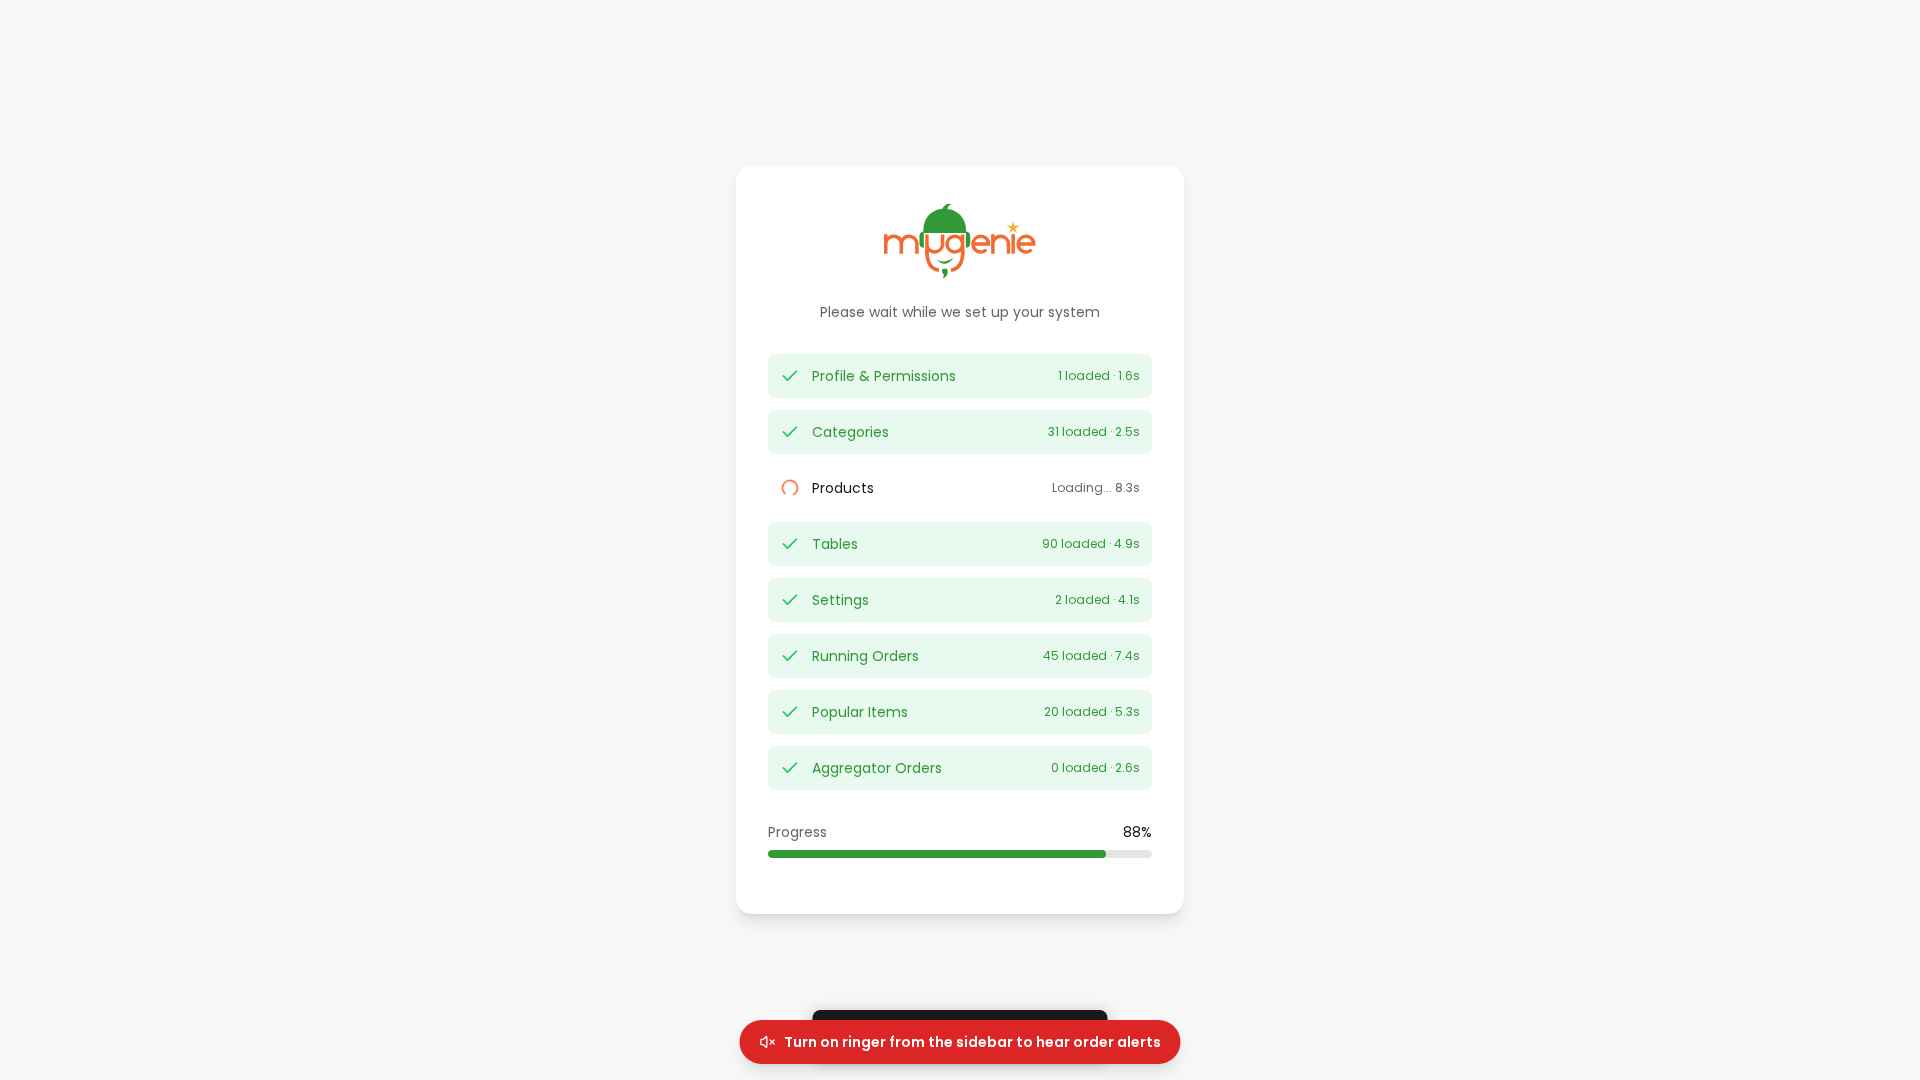 mygenie
Please wait while we set up your system
Profile & Permissions 1 loaded · 1.6s
Categories 31 loaded · 2.5s
Products Loading... 8.3s
Tables 90 loaded · 4.9s
Settings 2 loaded · 4.1s
Running Orders 45 loaded · 7.4s
Popular Items 20 loaded · 5.3s
Aggregator Orders 0 loaded · 2.6s
Progress 88%
Turn on ringer from the sidebar to hear order alerts